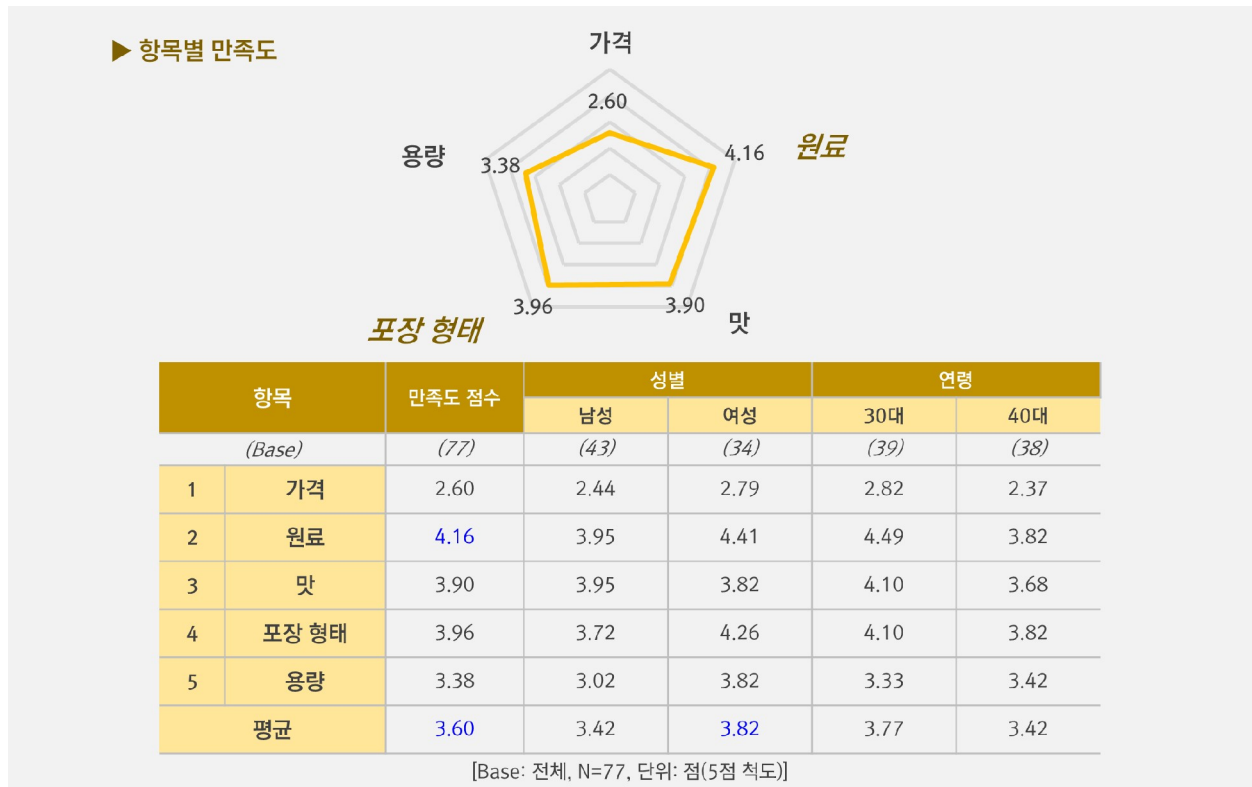 ▶ 항목별 만족도
가격
2.60
용량
3.38
4.16
원료
포장 형태
3.96
3.90
맛
항목 만족도 점수 성별 연령
남성 여성 30대 40대
(Base) (77) (43) (34) (39) (38)
1 가격 2.60 2.44 2.79 2.82 2.37
2 원료 4.16 3.95 4.41 4.49 3.82
3 맛 3.90 3.95 3.82 4.10 3.68
4 포장 형태 3.96 3.72 4.26 4.10 3.82
5 용량 3.38 3.02 3.82 3.33 3.42
평균 3.60 3.42 3.82 3.77 3.42
[Base: 전체, N=77, 단위: 점(5점 척도)]